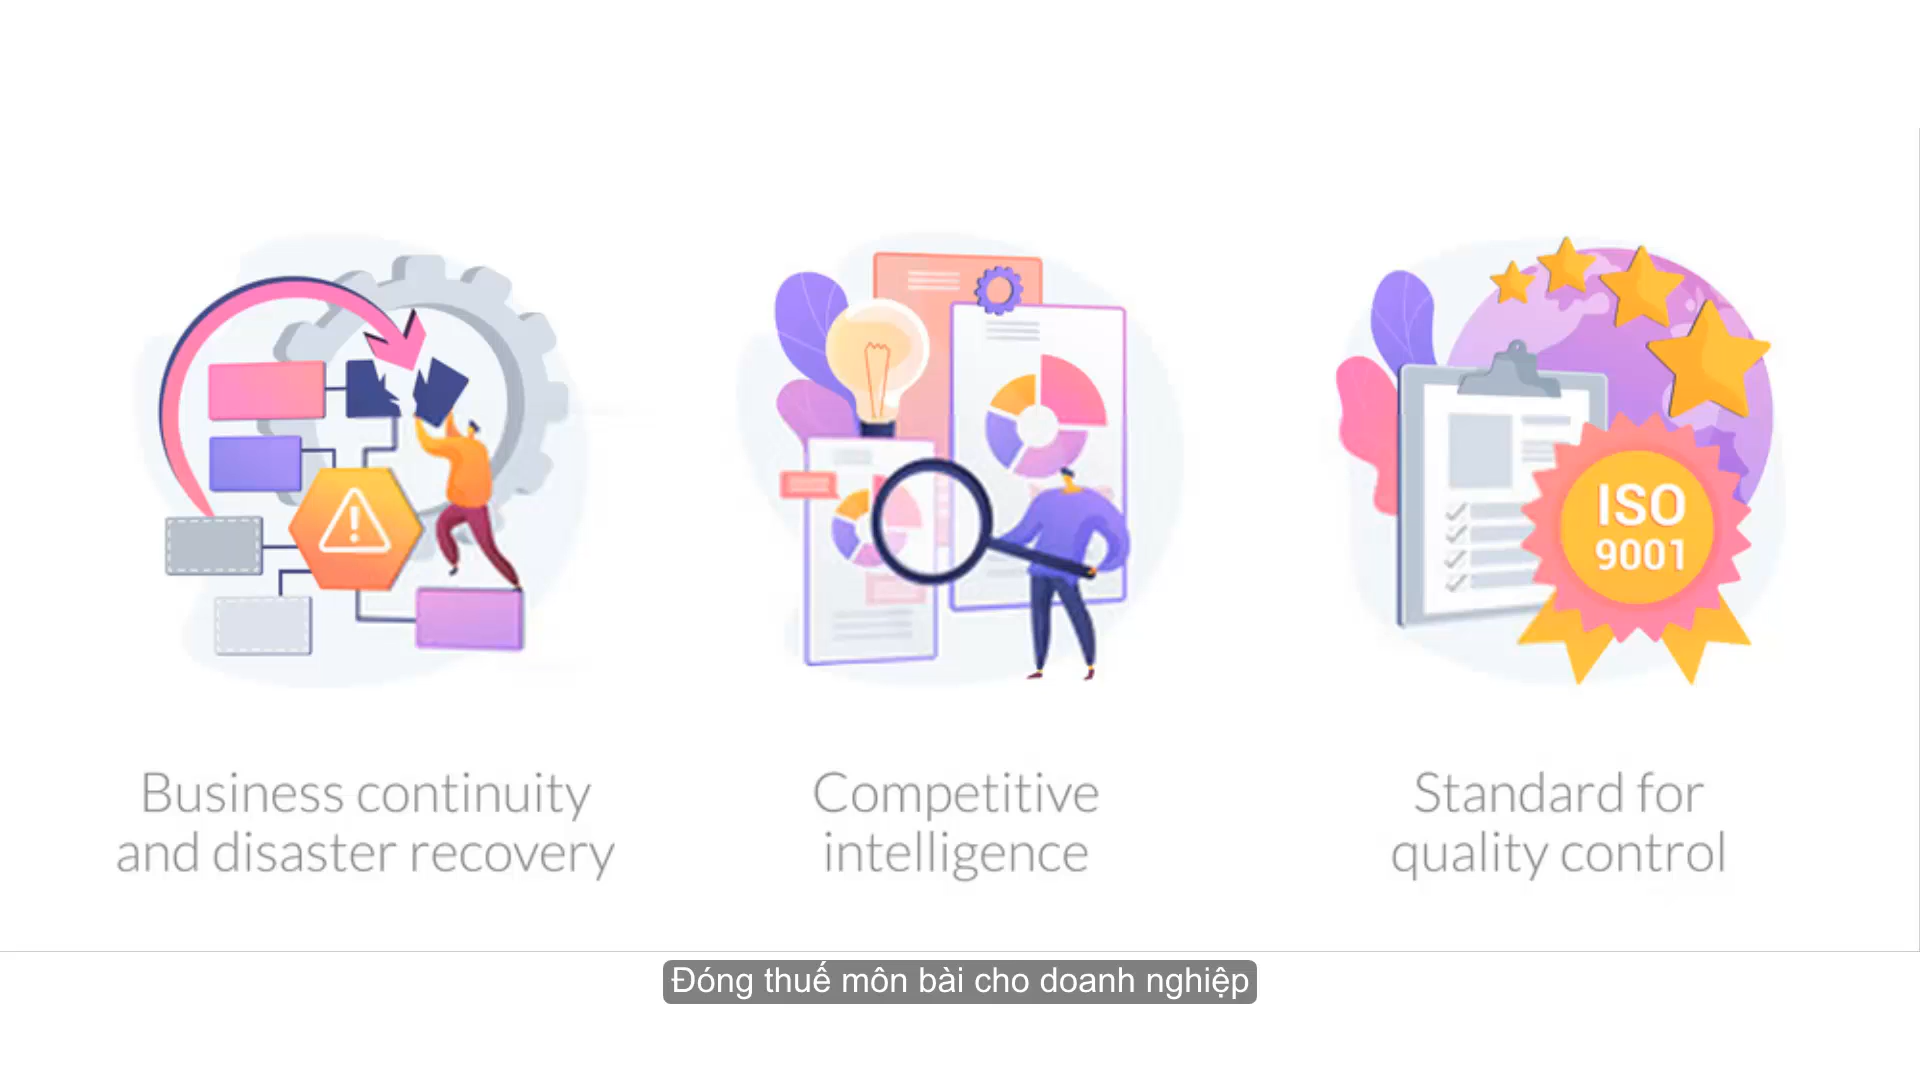 ISO
9001
Business continuity
and disaster recovery
Competitive
intelligence
Standard for
quality control
Đóng thuế môn bài cho doanh nghiệp